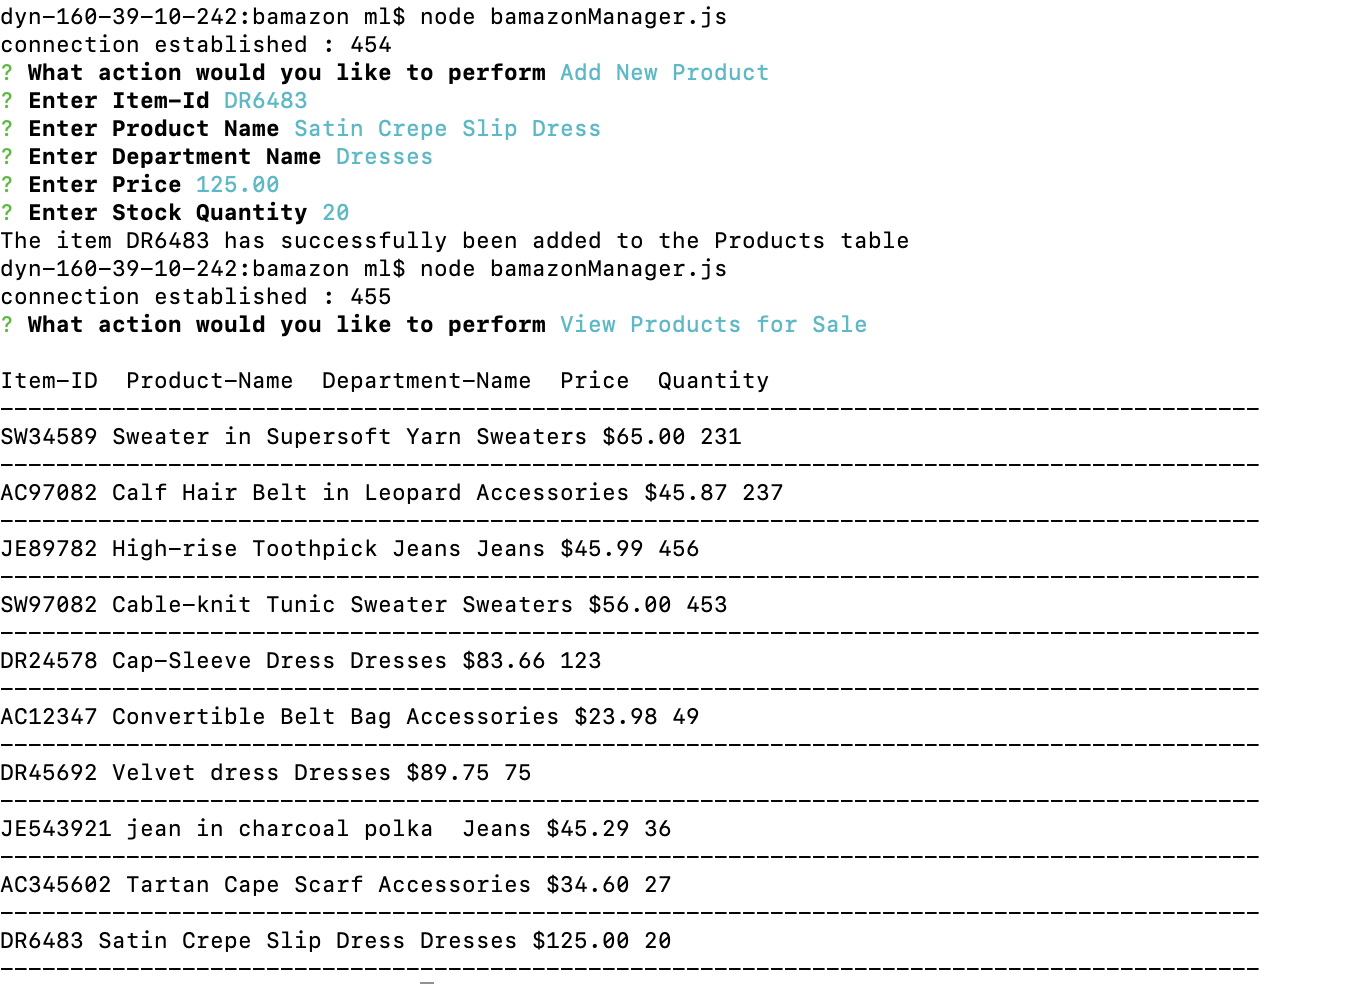 dyn-160-39-10-242:bamazon ml$ node bamazonManager.js
connection established : 454
? What action would you like to perform Add New Product
? Enter Item-Id DR6483
? Enter Product Name Satin Crepe Slip Dress
? Enter Department Name Dresses
? Enter Price 125.00
? Enter Stock Quantity 20
The item DR6483 has successfully been added to the Products table
dyn-160-39-10-242:bamazon ml$ node bamazonManager.js
connection established : 455
? What action would you like to perform View Products for Sale

Item-ID  Product-Name  Department-Name  Price  Quantity
------------------------------------------------------------------------------------------
SW34589 Sweater in Supersoft Yarn Sweaters $65.00 231
------------------------------------------------------------------------------------------
AC97082 Calf Hair Belt in Leopard Accessories $45.87 237
------------------------------------------------------------------------------------------
JE89782 High-rise Toothpick Jeans Jeans $45.99 456
------------------------------------------------------------------------------------------
SW97082 Cable-knit Tunic Sweater Sweaters $56.00 453
------------------------------------------------------------------------------------------
DR24578 Cap-Sleeve Dress Dresses $83.66 123
------------------------------------------------------------------------------------------
AC12347 Convertible Belt Bag Accessories $23.98 49
------------------------------------------------------------------------------------------
DR45692 Velvet dress Dresses $89.75 75
------------------------------------------------------------------------------------------
JE543921 jean in charcoal polka  Jeans $45.29 36
------------------------------------------------------------------------------------------
AC345602 Tartan Cape Scarf Accessories $34.60 27
------------------------------------------------------------------------------------------
DR6483 Satin Crepe Slip Dress Dresses $125.00 20
------------------------------------------------------------------------------------------